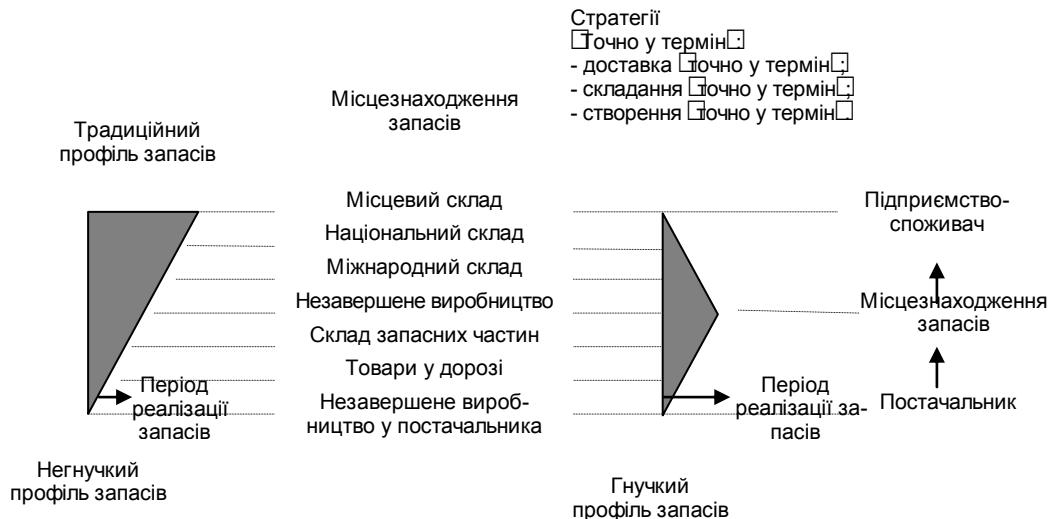 Стратегії
Точно у термін:
- доставка точно у термін;
- складання точно у термін;
- створення точно у термін.
Місцезнаходження
запасів
Традиційний
профіль запасів
Місцевий склад
Національний склад
Міжнародний склад
Незавершене виробництво
Склад запасних частин
Товари у дорозі
Незавершене вироб-
ництво у постачальника
Період
реалізації
запасів
Негнучкий
профіль запасів
Період
реалізації за-
пасів
Гнучкий
профіль запасів
Підприємство-
споживач
Місцезнаходження
запасів
Постачальник